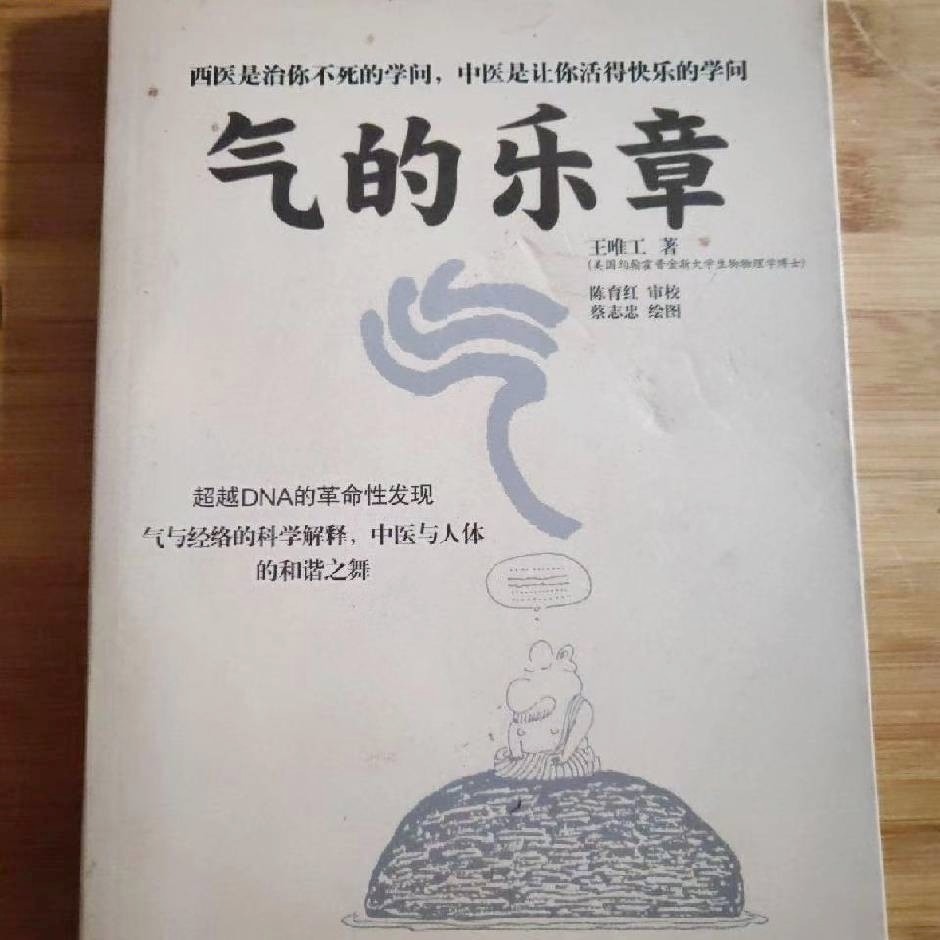 西医是治你不死的学问，中医是让你活得快乐的学问
气的乐章
王唯工 著
(美国约翰霍普金斯大学生物物理学博士)
陈育红 审校
蔡志忠 绘图
气
超越DNA的革命性发现
气与经络的科学解释，中医与人体
的和谐之舞